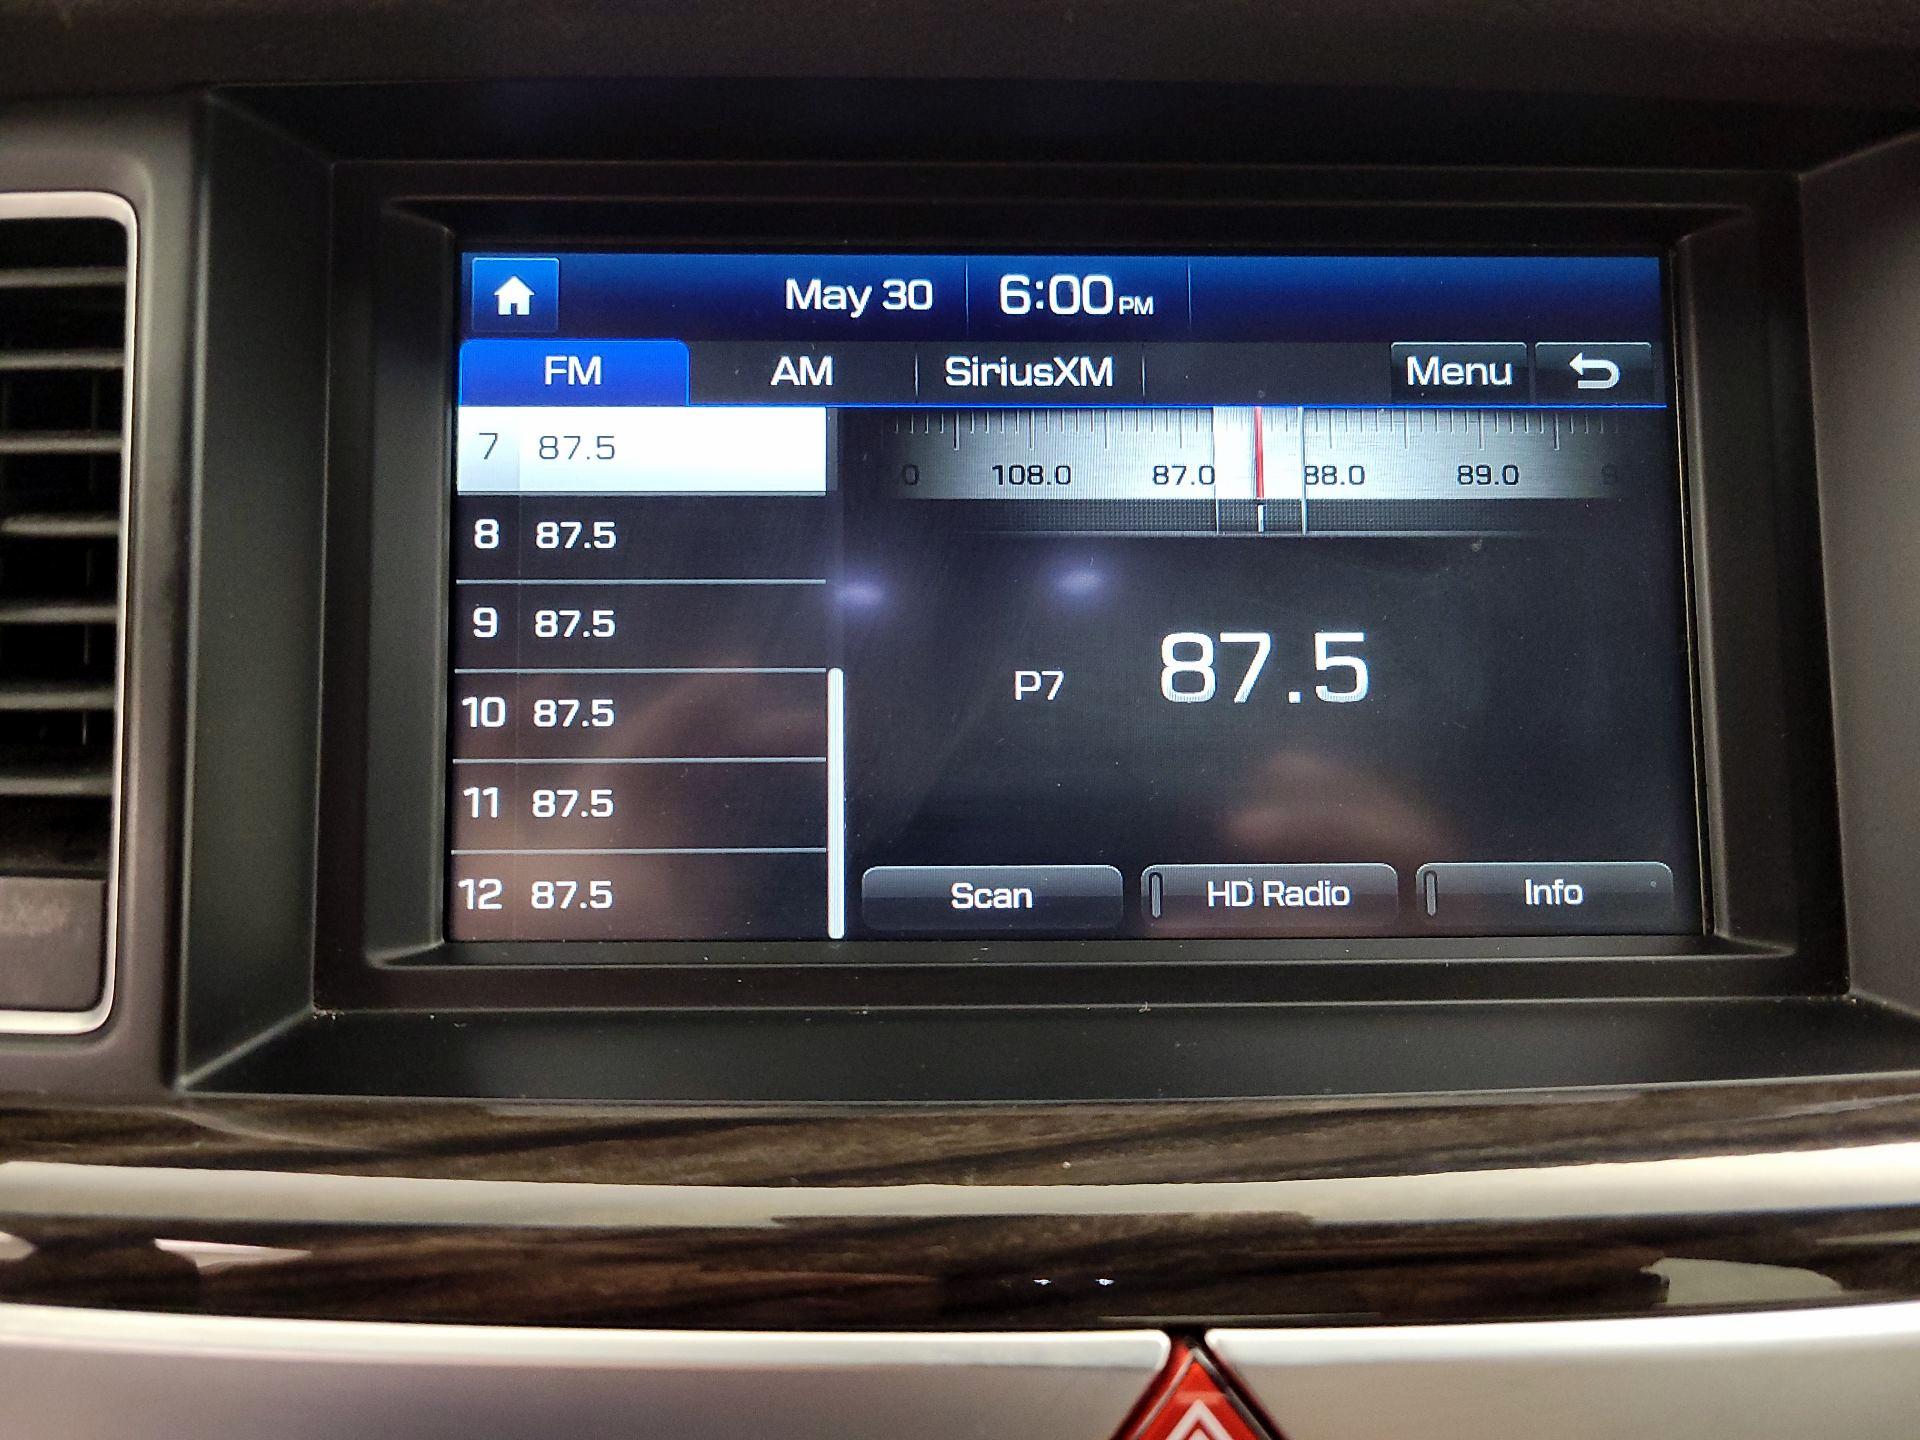 May 30 6:00 PM
FM AM SiriusXM Menu
7 87.5
0 108.0 87.0 88.0 89.0
8 87.5
9 87.5
P7 87.5
10 87.5
11 87.5
12 87.5
Scan HD Radio Info